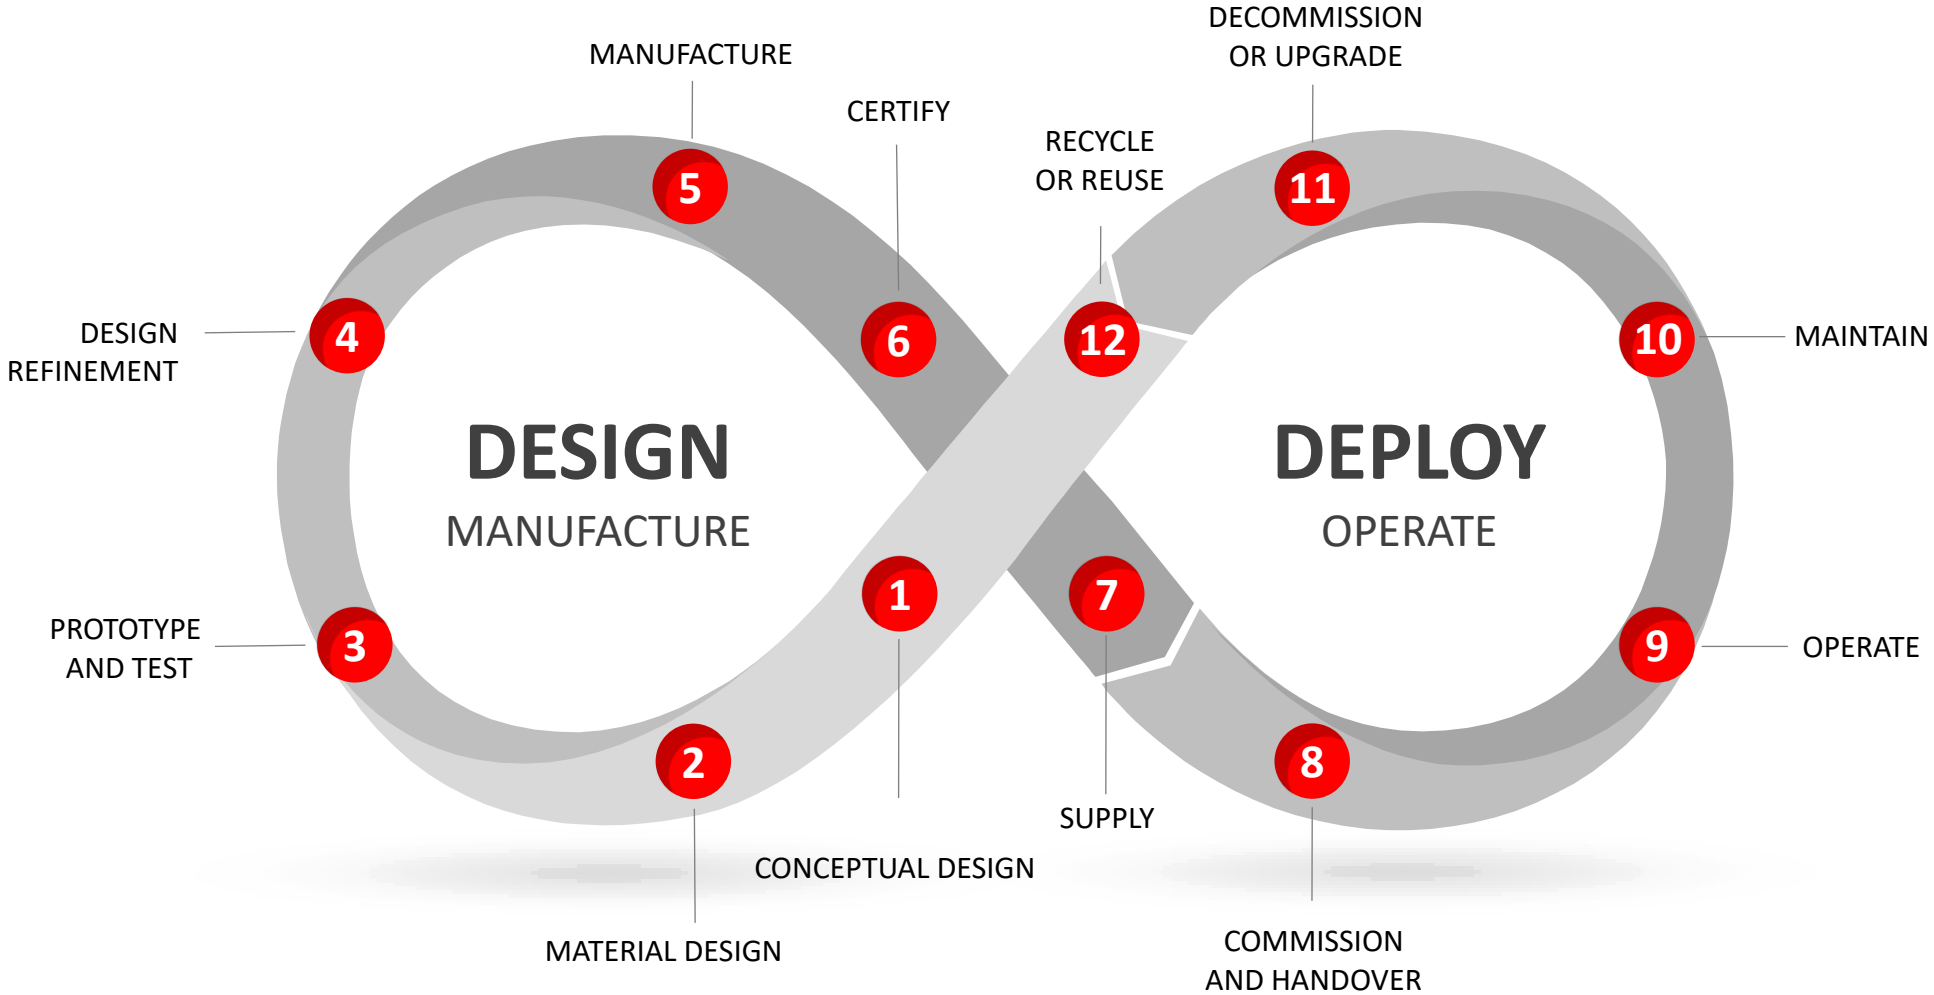 DECOMMISSION
OR UPGRADE
MANUFACTURE
CERTIFY
RECYCLE
OR REUSE
5
11
4
6
12
10
DESIGN
REFINEMENT
MAINTAIN
DESIGN
MANUFACTURE
DEPLOY
OPERATE
1
7
PROTOTYPE
AND TEST
3
9
OPERATE
2
8
SUPPLY
CONCEPTUAL DESIGN
MATERIAL DESIGN
COMMISSION
AND HANDOVER